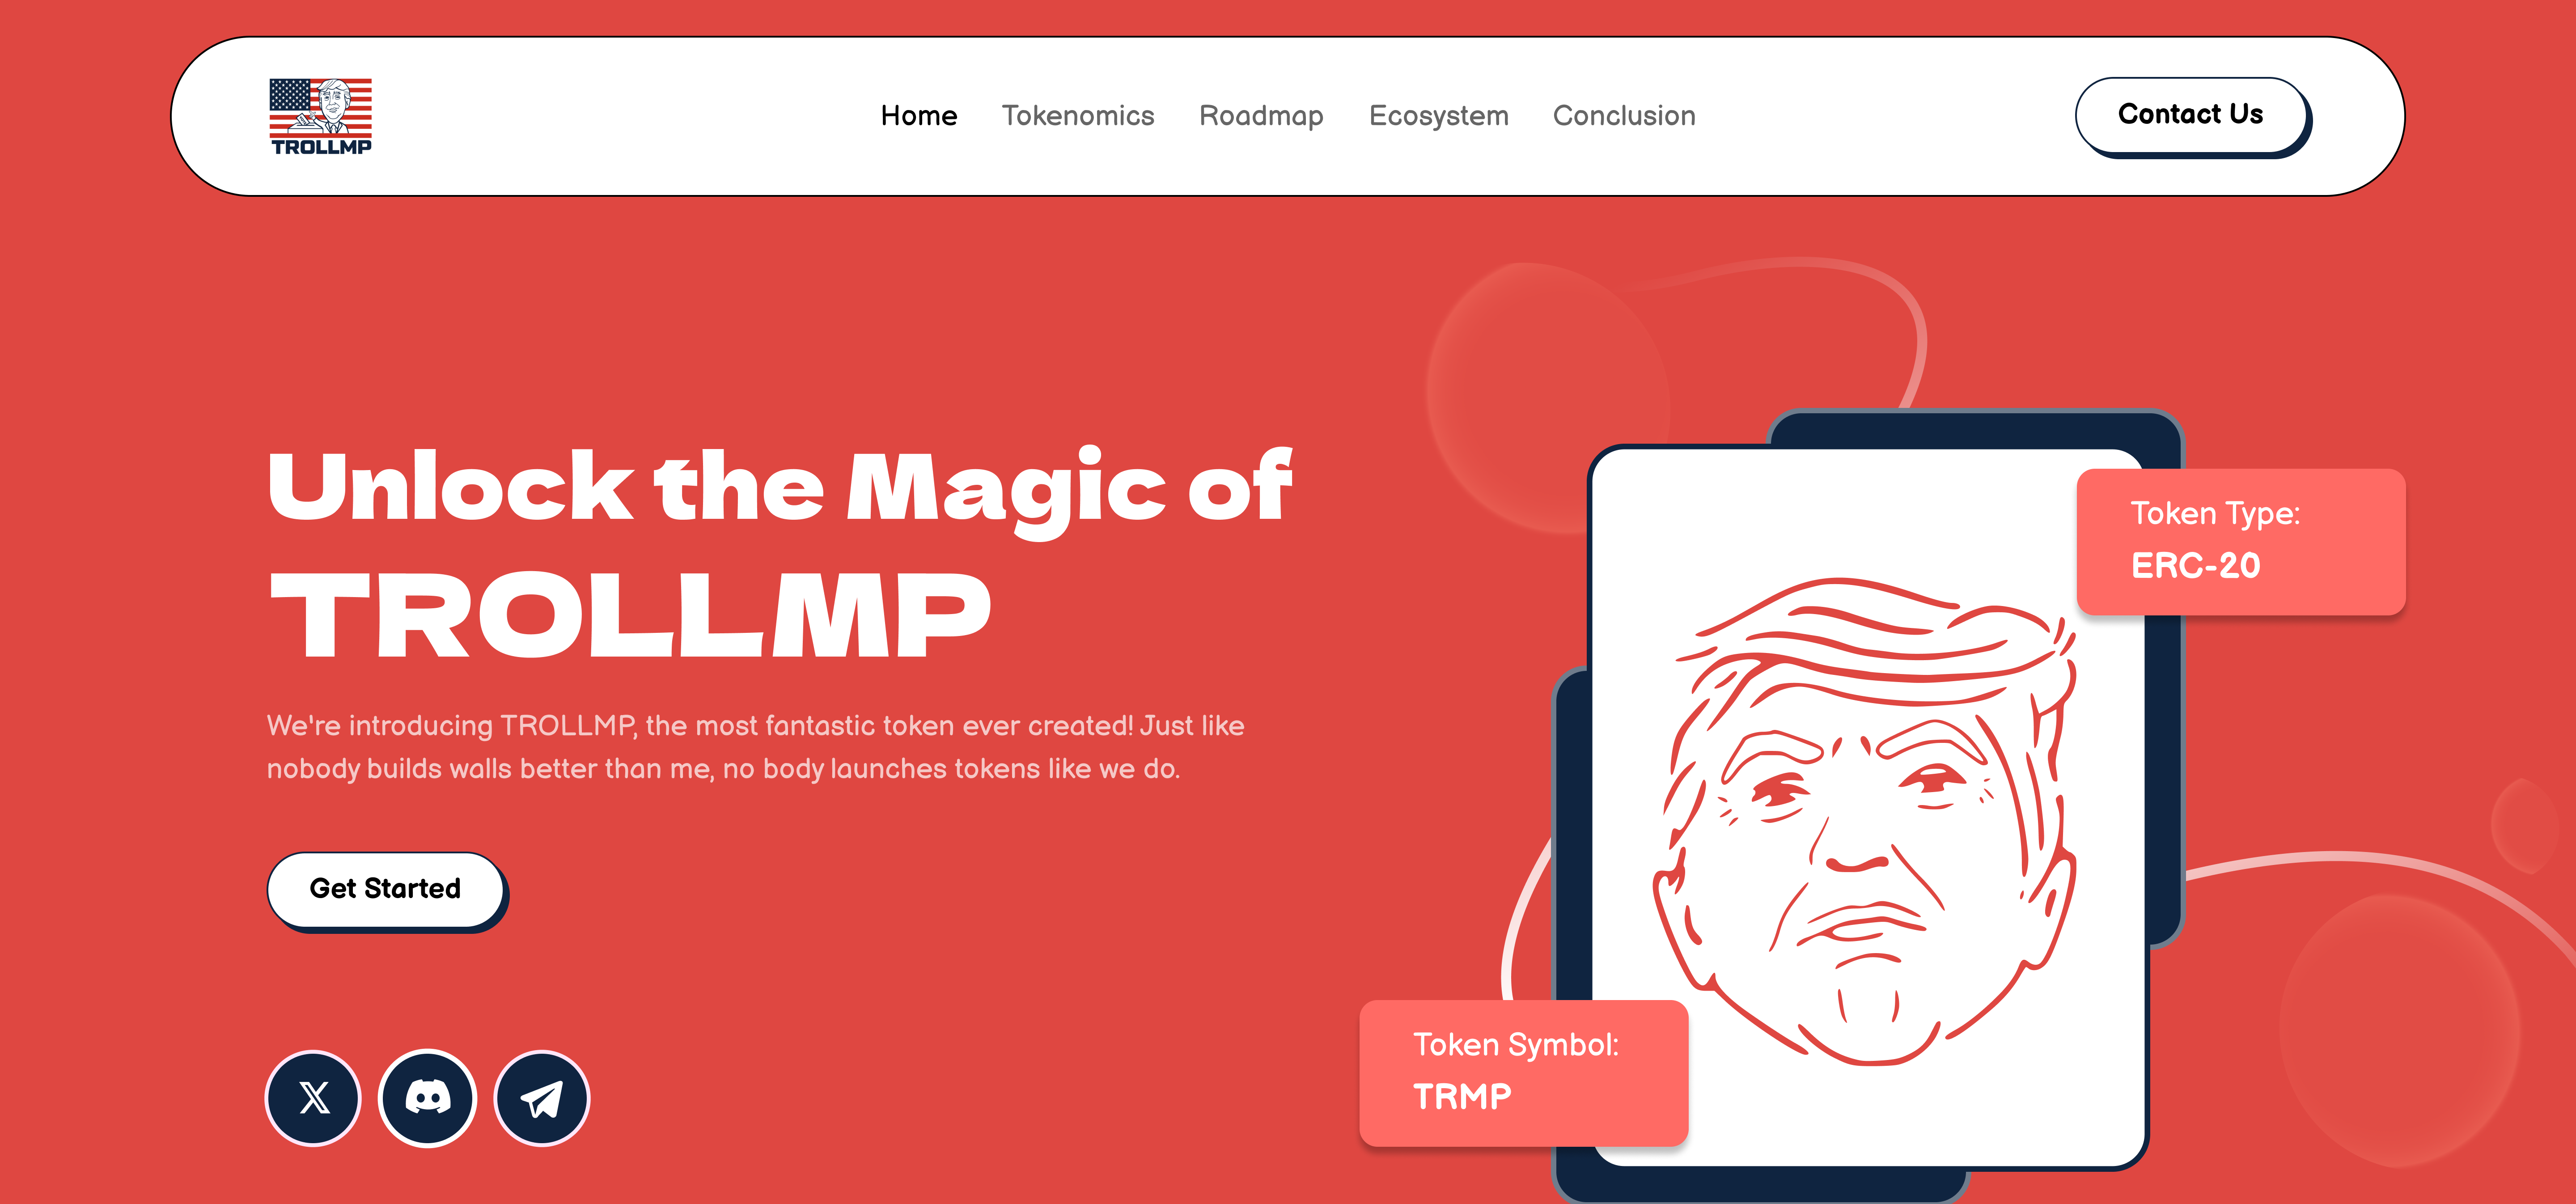 TROLLMP
Home
Tokenomics
Roadmap
Ecosystem
Conclusion
Contact Us
Unlock the Magic of
TROLLMP
We're introducing TROLLMP, the most fantastic token ever created! Just like
nobody builds walls better than me, no body launches tokens like we do.
Get Started
Token Type:
ERC-20
Token Symbol:
TRMP